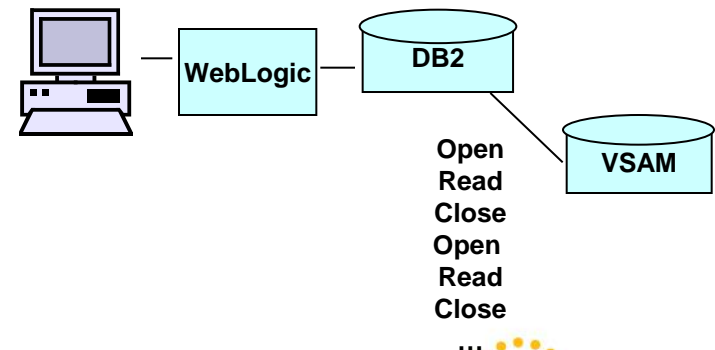 WebLogic
DB2
VSAM
Open
Read
Close
Open
Read
Close
...